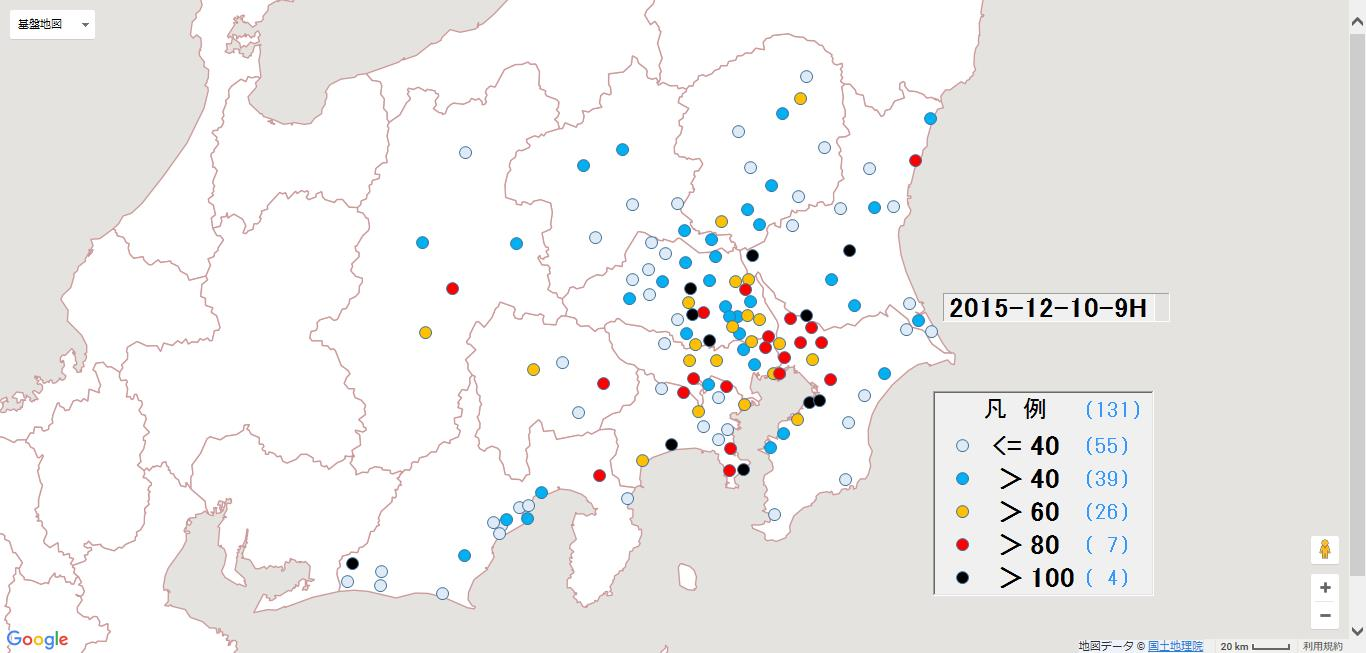 基盤地図
2015-12-10-9H
凡 例 (131)
<= 40 (55)
> 40 (39)
> 60 (26)
> 80 ( 7)
> 100 ( 4)
Google
地図データ © 国土地理院 20 km 利用規約